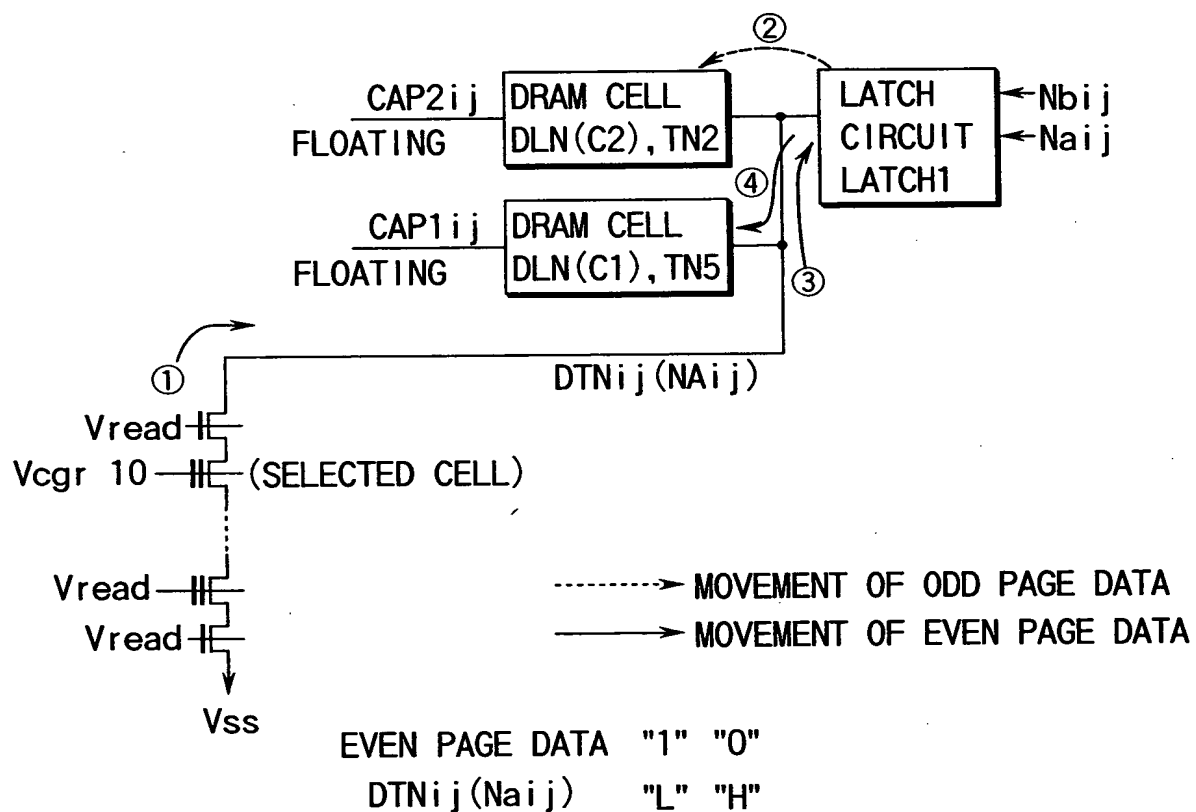 ②
CAP2ij
FLOATING
DRAM CELL
DLN(C2),TN2
LATCH
CIRCUIT
LATCH1
Nbij
Naij
④
③
CAP1ij
FLOATING
DRAM CELL
DLN(C1),TN5
①
DTNij(NAij)
Vread
Vcgr 10
(SELECTED CELL)
Vread
Vread
Vss
MOVEMENT OF ODD PAGE DATA
MOVEMENT OF EVEN PAGE DATA
EVEN PAGE DATA "1" "0"
DTNij(Naij) "L" "H"